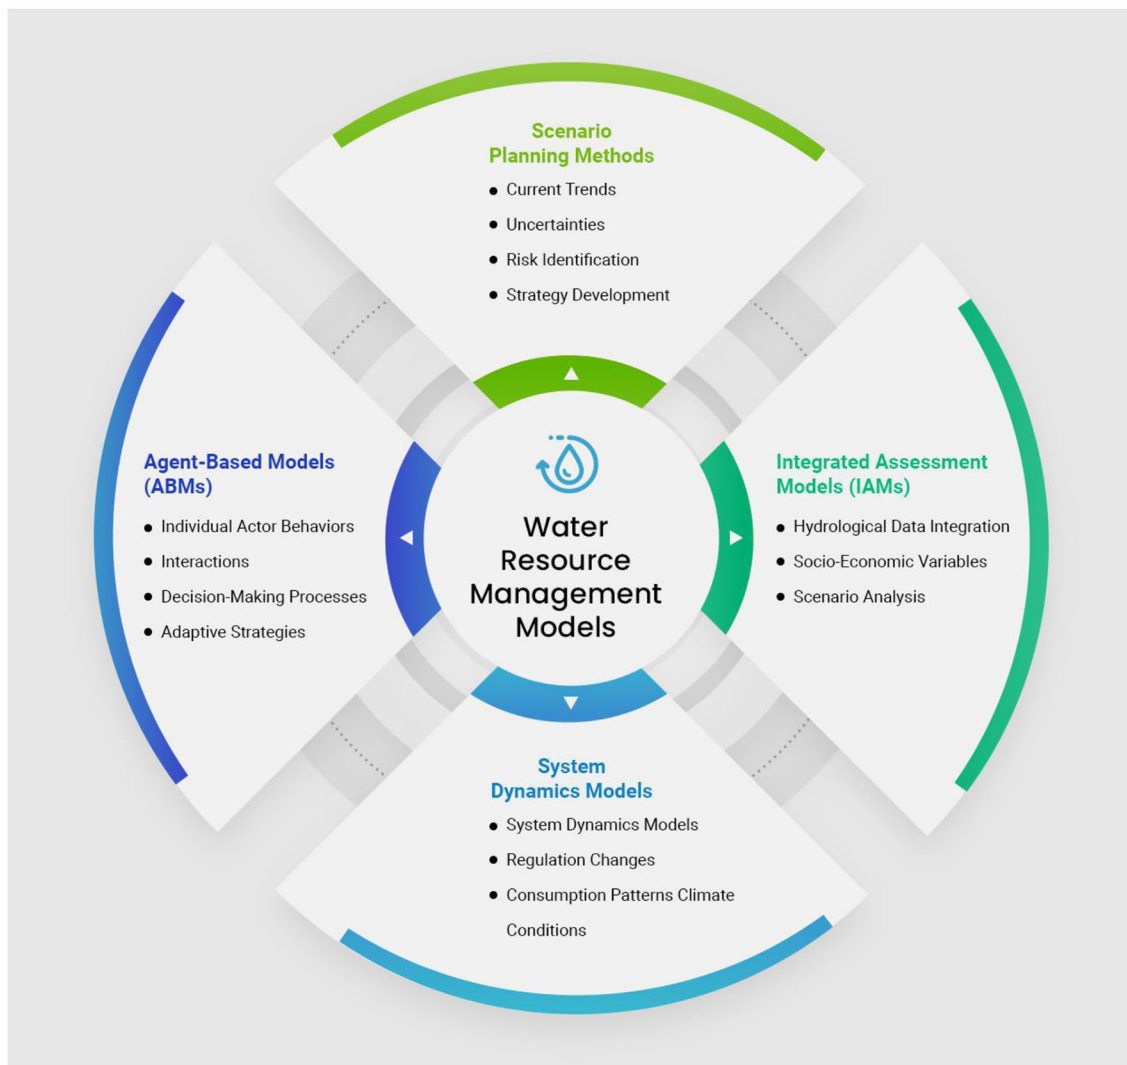 Scenario
Planning Methods
● Current Trends
● Uncertainties
● Risk Identification
● Strategy Development
Agent-Based Models
(ABMs)
● Individual Actor Behaviors
● Interactions
● Decision-Making Processes
● Adaptive Strategies
Water
Resource
Management
Models
Integrated Assessment
Models (IAMs)
● Hydrological Data Integration
● Socio-Economic Variables
● Scenario Analysis
System
Dynamics Models
● System Dynamics Models
● Regulation Changes
● Consumption Patterns Climate
Conditions